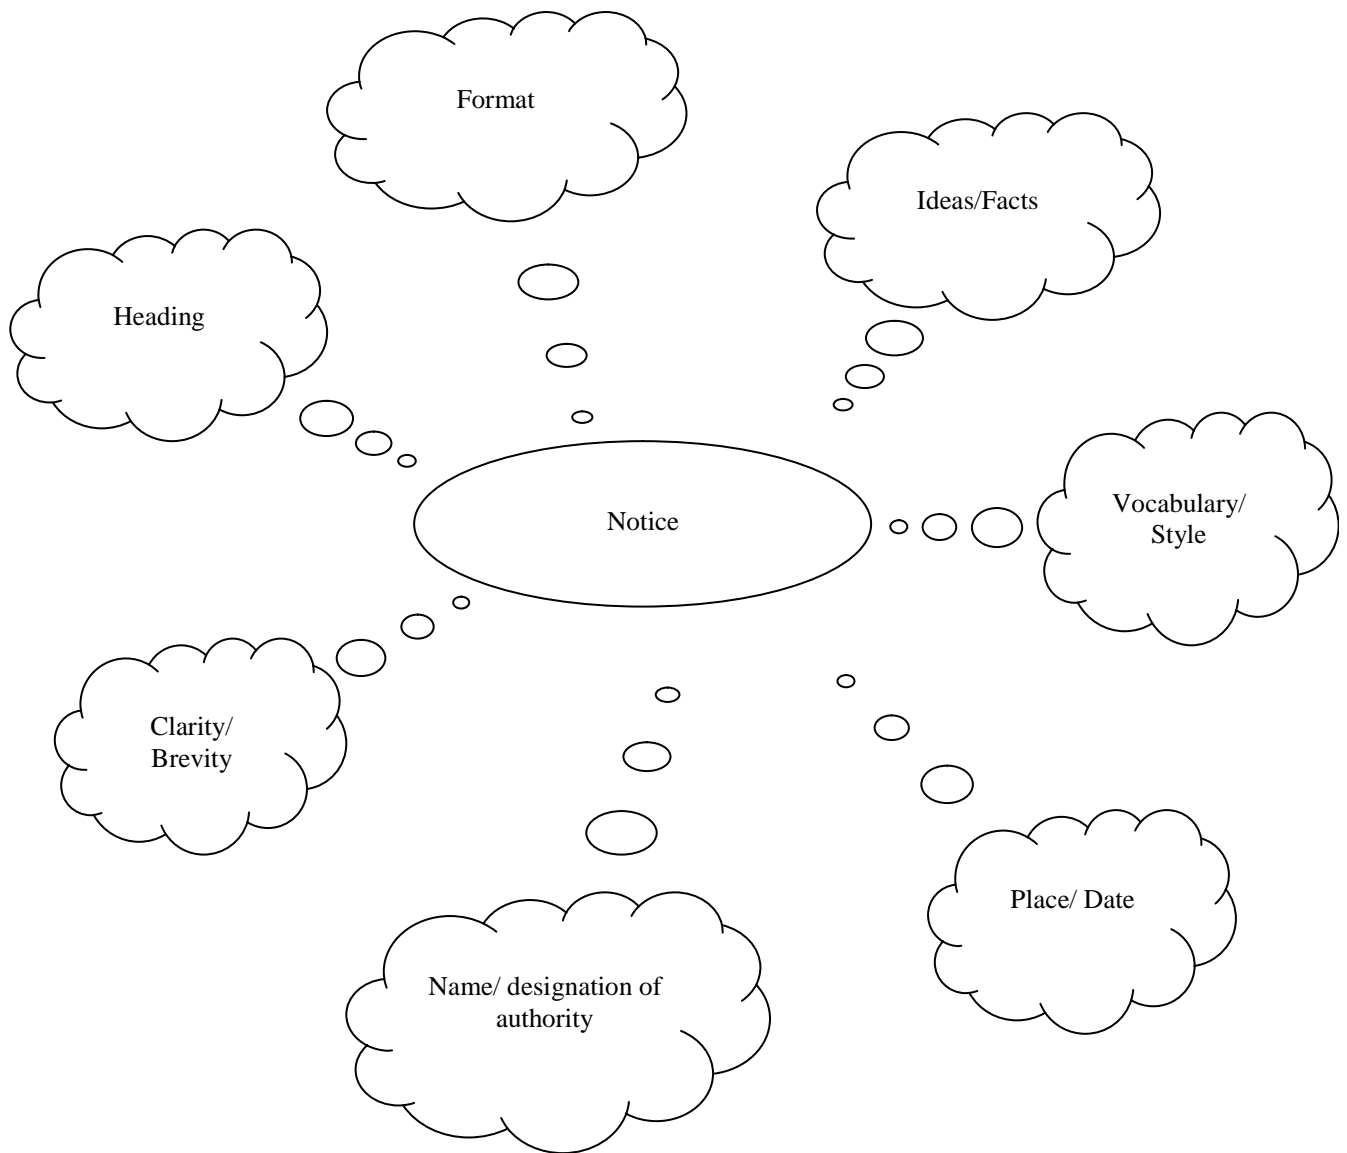 Format
Ideas/Facts
Heading
Vocabulary/
Style
Notice
Clarity/
Brevity
Place/ Date
Name/ designation of
authority